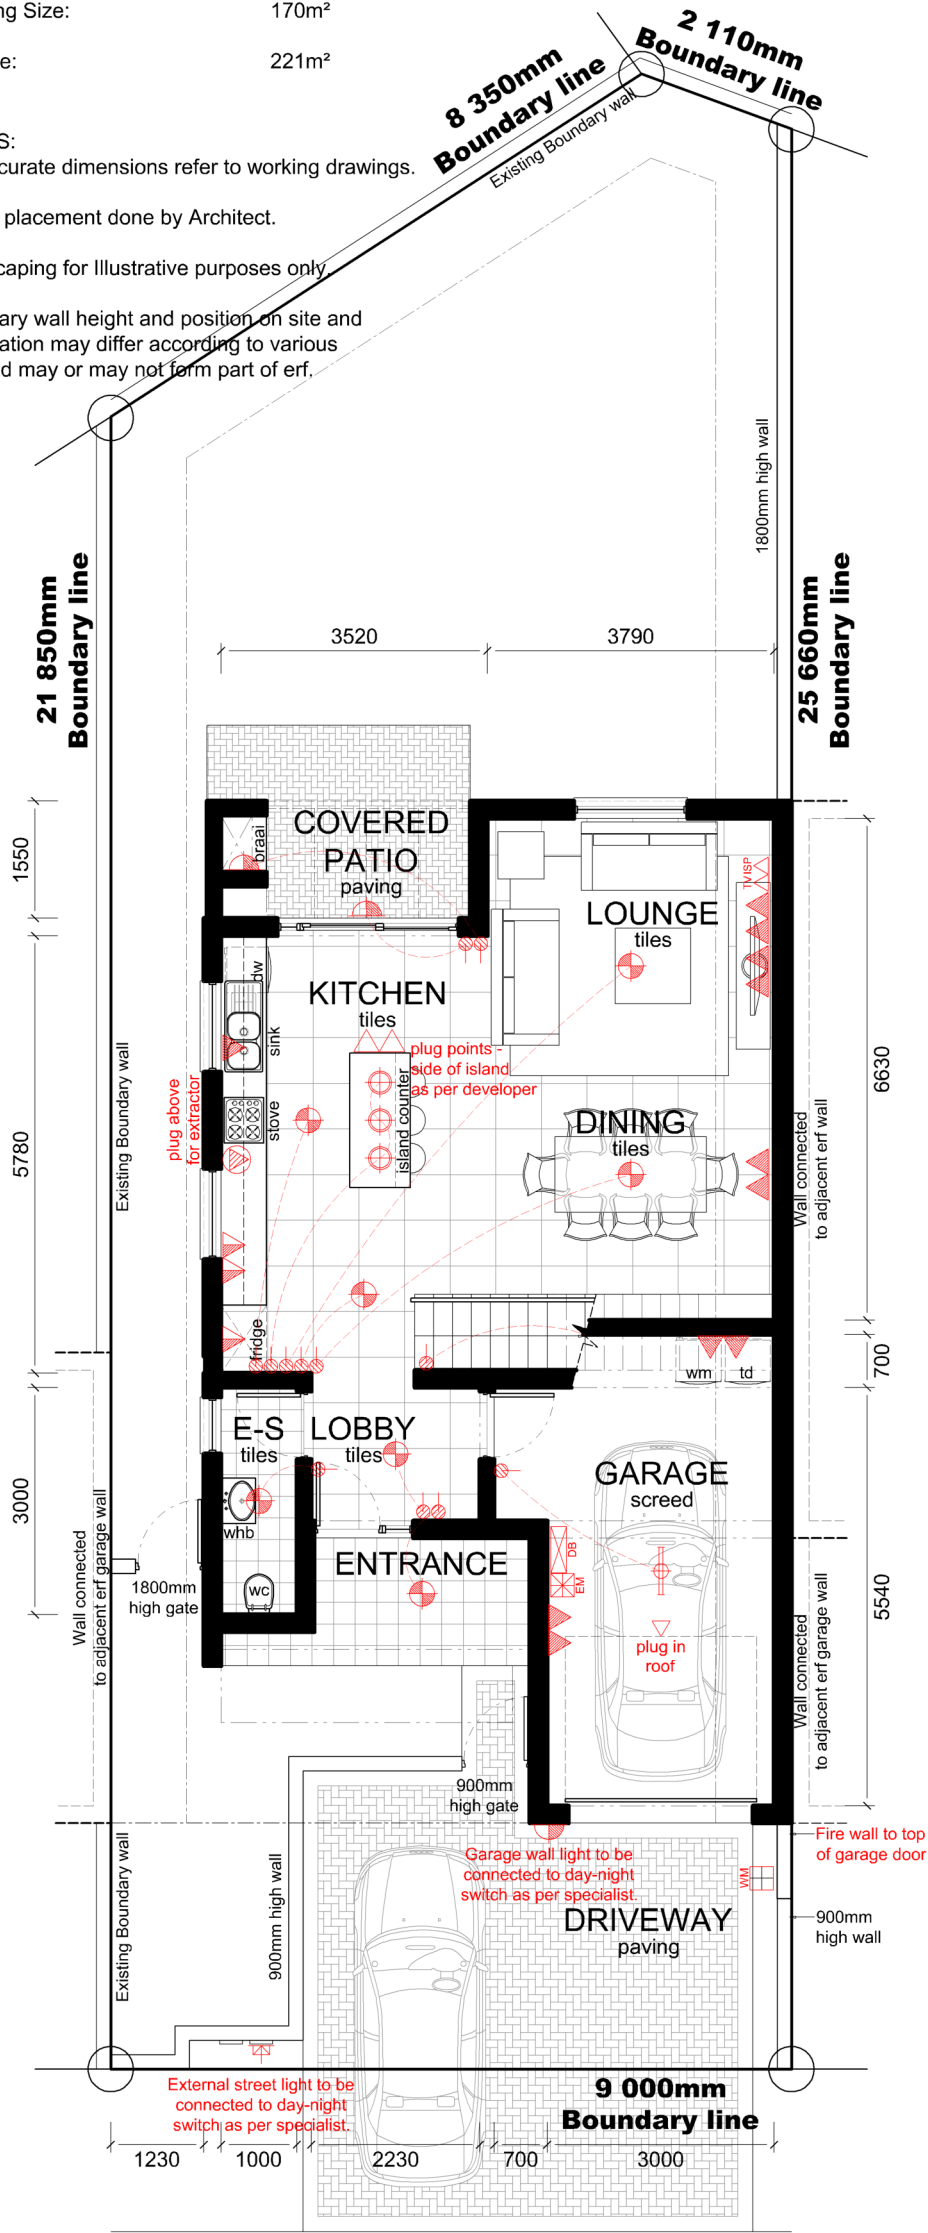 ng Size: 170m²
e: 221m²
S:
curate dimensions refer to working drawings.
placement done by Architect.
caping for Illustrative purposes only.
ary wall height and position on site and
ation may differ according to various
d may or may not form part of erf.
8 350mm
Boundary line
Existing Boundary wall
2 110mm
Boundary line
21 850mm
Boundary line
1800mm high wall
25 660mm
Boundary line
3520
3790
1550
5780
3000
COVERED
PATIO
paving
braai
LOUNGE
tiles
TV
ISP
KITCHEN
tiles
dw
sink
stove
fridge
plug points -
side of island
as per developer
island counter
plug above
for extractor
Existing Boundary wall
DINING
tiles
6630
Wall connected
to adjacent erf wall
700
wm
td
E-S
tiles
LOBBY
tiles
GARAGE
screed
whb
wc
ENTRANCE
DB
EM
plug in
roof
1800mm
high gate
Wall connected
to adjacent erf garage wall
Wall connected
to adjacent erf garage wall
5540
900mm
high gate
Garage wall light to be
connected to day-night
switch as per specialist.
Fire wall to top
of garage door
WM
DRIVEWAY
paving
900mm
high wall
900mm high wall
Existing Boundary wall
External street light to be
connected to day-night
switch as per specialist.
9 000mm
Boundary line
1230
1000
2230
700
3000